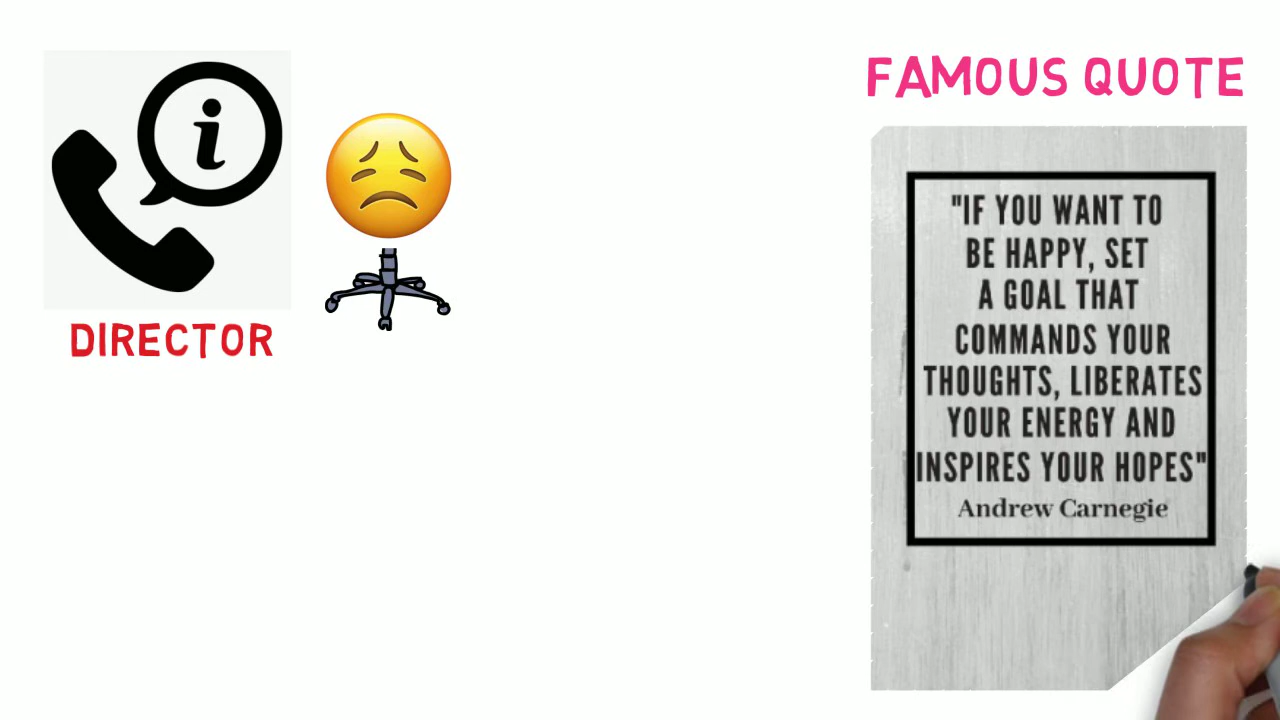 DIRECTOR
FAMOUS QUOTE
"IF YOU WANT TO
BE HAPPY, SET
A GOAL THAT
COMMANDS YOUR
THOUGHTS, LIBERATES
YOUR ENERGY AND
INSPIRES YOUR HOPES"
Andrew Carnegie